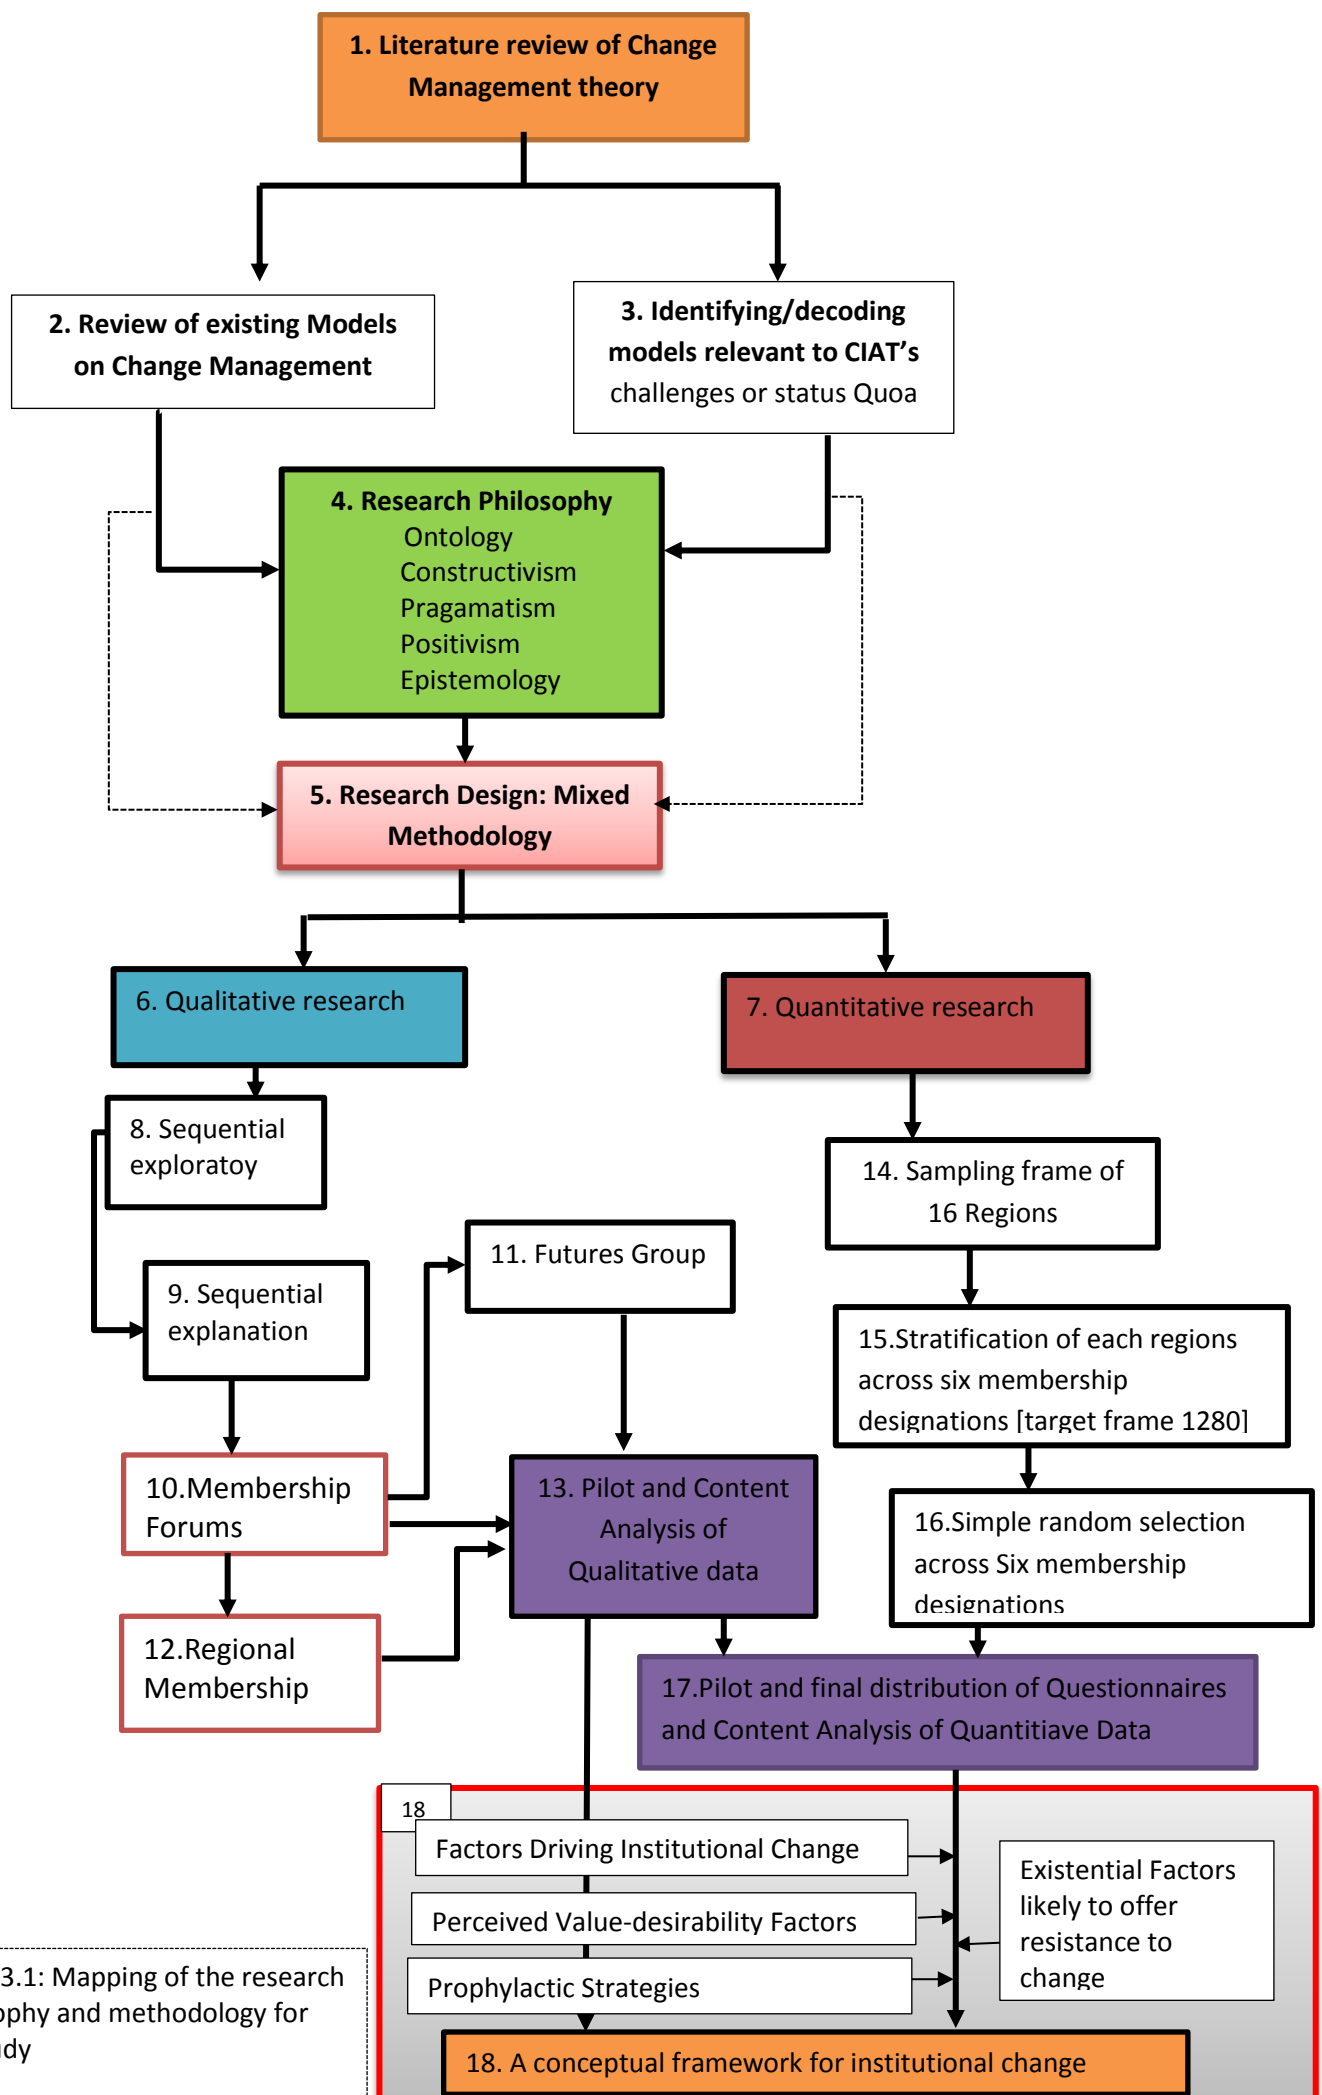 1. Literature review of Change
Management theory
2. Review of existing Models
on Change Management
3. Identifying/decoding
models relevant to CIAT’s
challenges or status Quoa
4. Research Philosophy
Ontology
Constructivism
Pragamatism
Positivism
Epistemology
5. Research Design: Mixed
Methodology
6. Qualitative research
7. Quantitative research
8. Sequential
exploratoy
14. Sampling frame of
16 Regions
11. Futures Group
9. Sequential
explanation
15.Stratification of each regions
across six membership
designations [target frame 1280]
10.Membership
Forums
13. Pilot and Content
Analysis of
Qualitative data
16.Simple random selection
across Six membership
designations
12.Regional
Membership
17.Pilot and final distribution of Questionnaires
and Content Analysis of Quantitiave Data
18
Factors Driving Institutional Change
Perceived Value-desirability Factors
Prophylactic Strategies
Existential Factors
likely to offer
resistance to
change
3.1: Mapping of the research
ophy and methodology for
udy
18. A conceptual framework for institutional change